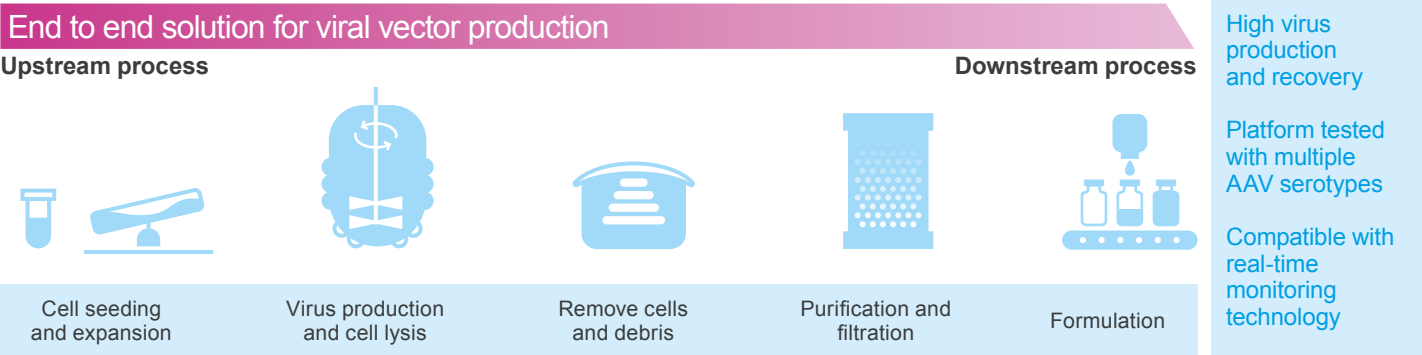 End to end solution for viral vector production
Upstream process
Downstream process
Cell seeding
and expansion
Virus production
and cell lysis
Remove cells
and debris
Purification and
filtration
Formulation
High virus
production
and recovery
Platform tested
with multiple
AAV serotypes
Compatible with
real-time
monitoring
technology